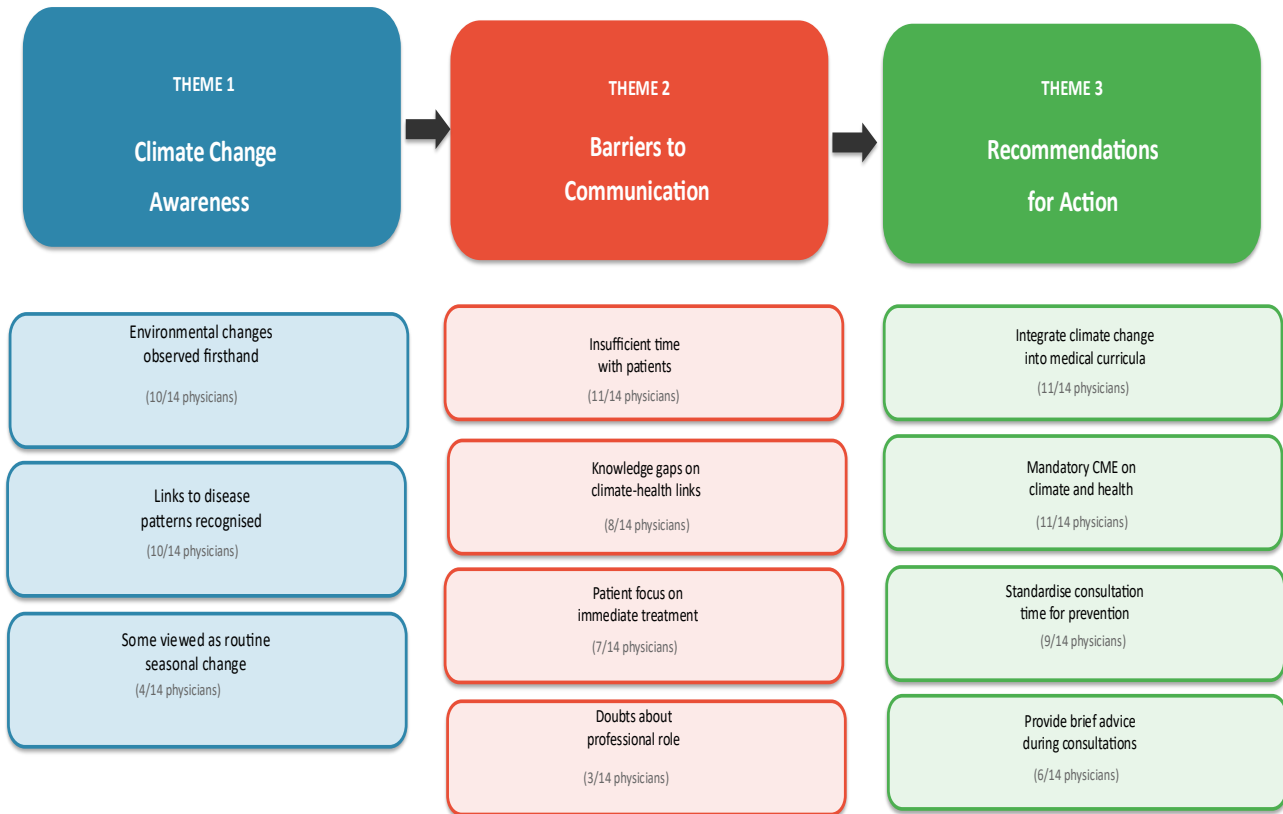 THEME 1
Climate Change
Awareness
THEME 2
Barriers to
Communication
THEME 3
Recommendations
for Action
Environmental changes
observed firsthand
(10/14 physicians)
Links to disease
patterns recognised
(10/14 physicians)
Some viewed as routine
seasonal change
(4/14 physicians)
Insufficient time
with patients
(11/14 physicians)
Knowledge gaps on
climate-health links
(8/14 physicians)
Patient focus on
immediate treatment
(7/14 physicians)
Doubts about
professional role
(3/14 physicians)
Integrate climate change
into medical curricula
(11/14 physicians)
Mandatory CME on
climate and health
(11/14 physicians)
Standardise consultation
time for prevention
(9/14 physicians)
Provide brief advice
during consultations
(6/14 physicians)